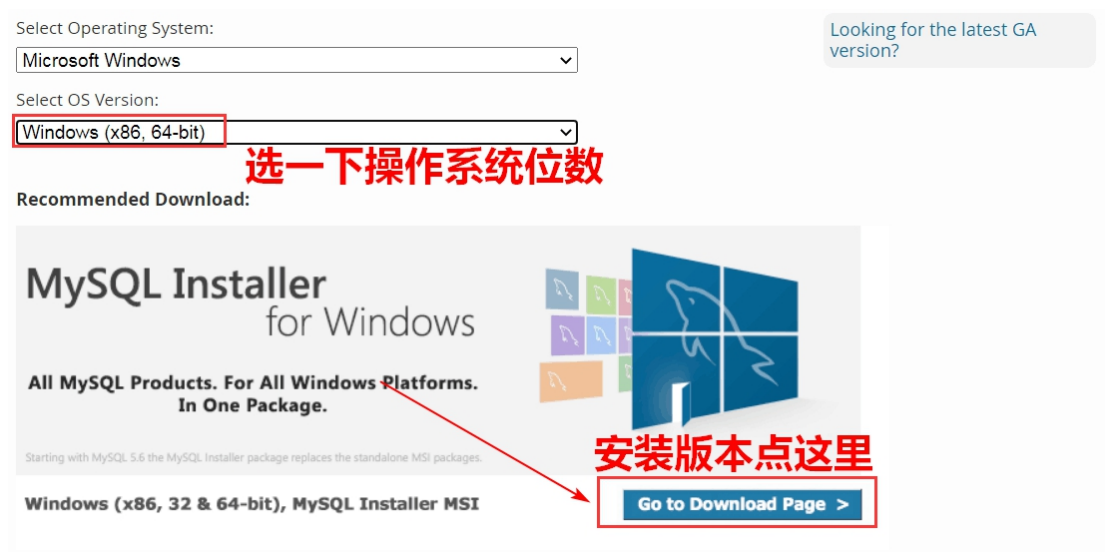 Select Operating System:
Looking for the latest GA
version?
Microsoft Windows
Select OS Version:
Windows (x86, 64-bit)
选一下操作系统位数
Recommended Download:
MySQL Installer
for Windows
All MySQL Products. For All Windows Platforms.
In One Package.
安装版本点这里
Starting with MySQL 5.6 the MySQL Installer package replaces the standalone MSI packages.
Windows (x86, 32 & 64-bit), MySQL Installer MSI
Go to Download Page >